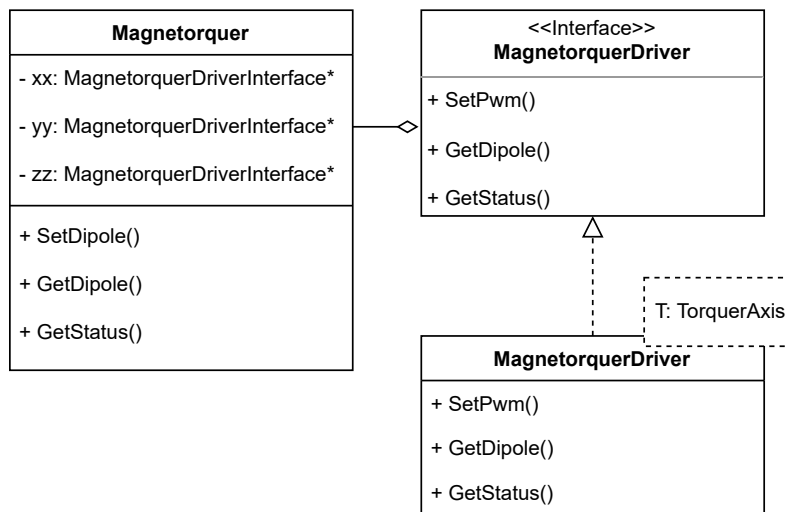 Magnetorquer
- xx: MagnetorquerDriverInterface*
- yy: MagnetorquerDriverInterface*
- zz: MagnetorquerDriverInterface*
+ SetDipole()
+ GetDipole()
+ GetStatus()
<<Interface>>
MagnetorquerDriver
+ SetPwm()
+ GetDipole()
+ GetStatus()
T: TorquerAxis
MagnetorquerDriver
+ SetPwm()
+ GetDipole()
+ GetStatus()